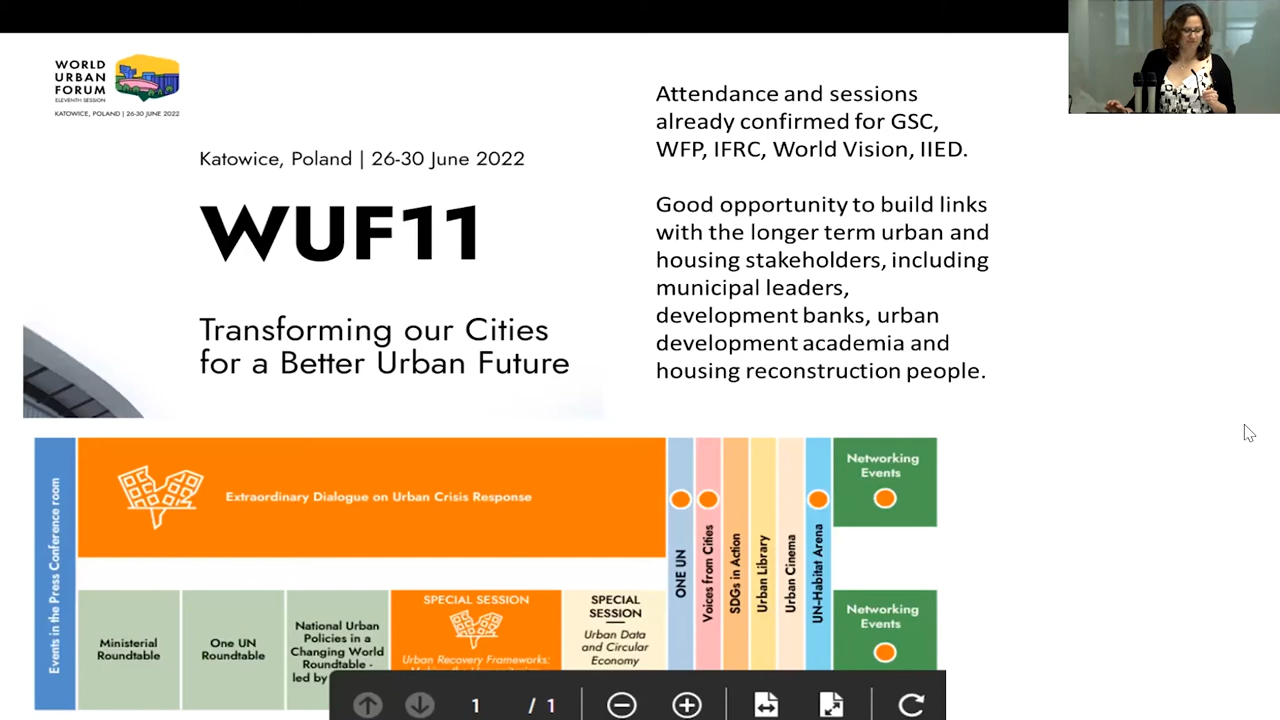 WORLD
URBAN
FORUM
ELEVENTH SESSION
KATOWICE, POLAND | 26-30 JUNE 2022
Katowice, Poland | 26-30 June 2022
WUF11
Transforming our Cities
for a Better Urban Future
Attendance and sessions
already confirmed for GSC,
WFP, IFRC, World Vision, IIED.
Good opportunity to build links
with the longer term urban and
housing stakeholders, including
municipal leaders,
development banks, urban
development academia and
housing reconstruction people.
Events in the Press Conference room
Extraordinary Dialogue on Urban Crisis Response
ONE UN
Voices from Cities
SDGs in Action
Urban Library
Urban Cinema
UN-Habitat Arena
Networking
Events
Ministerial
Roundtable
One UN
Roundtable
National Urban
Policies in a
Changing World
Roundtable -
led by
SPECIAL SESSION
Urban Recovery Frameworks:
SPECIAL
SESSION
Urban Data
and Circular
Economy
Networking
Events
1 / 1